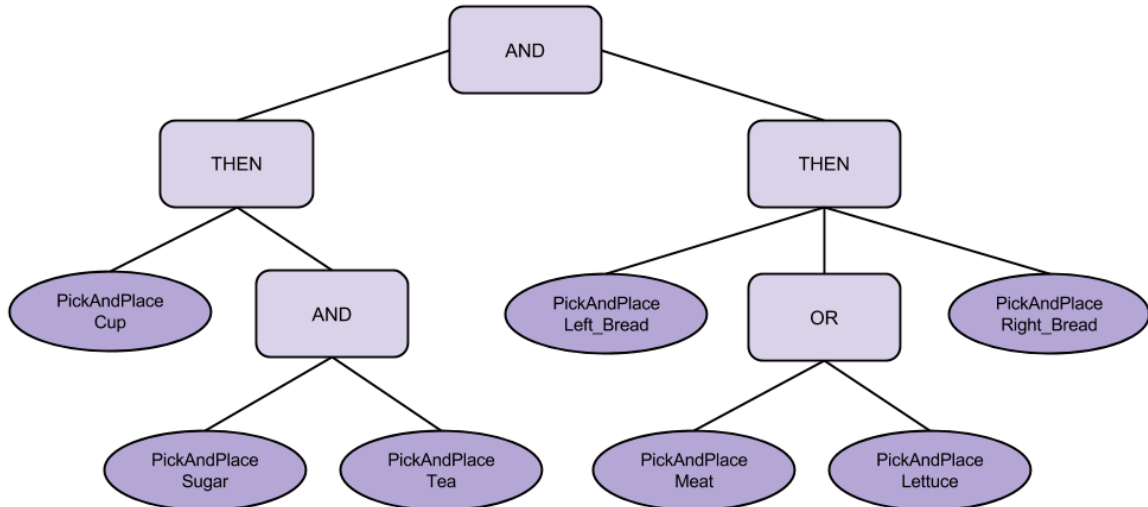 AND
THEN
THEN
PickAndPlace
Cup
AND
PickAndPlace
Left_Bread
OR
PickAndPlace
Right_Bread
PickAndPlace
Sugar
PickAndPlace
Tea
PickAndPlace
Meat
PickAndPlace
Lettuce